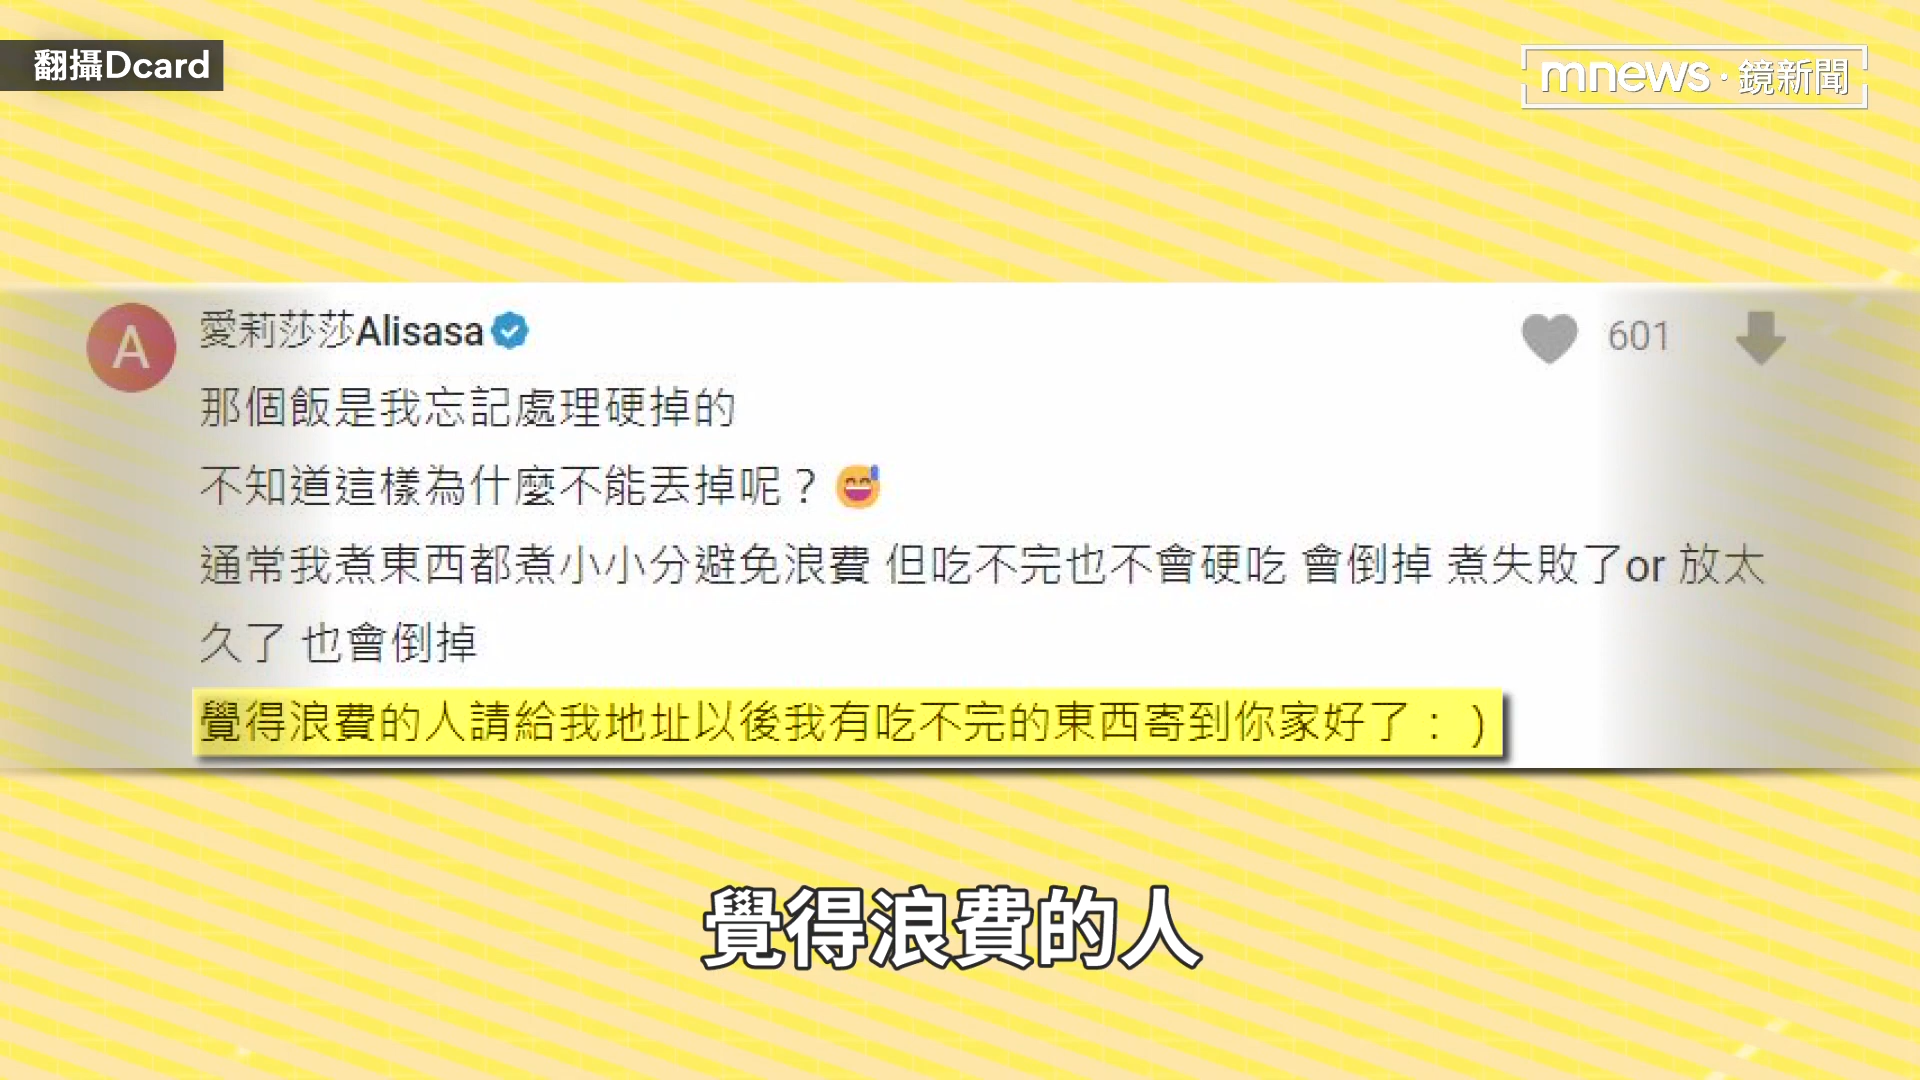 翻攝Dcard
mnews·鏡新聞
A
愛莉莎莎Alisasa
601
那個飯是我忘記處理硬掉的
不知道這樣為什麼不能丟掉呢？😅
通常我煮東西都煮小小分避免浪費 但吃不完也不會硬吃 會倒掉 煮失敗了or 放太
久了 也會倒掉
覺得浪費的人請給我地址以後我有吃不完的東西寄到你家好了：）
覺得浪費的人